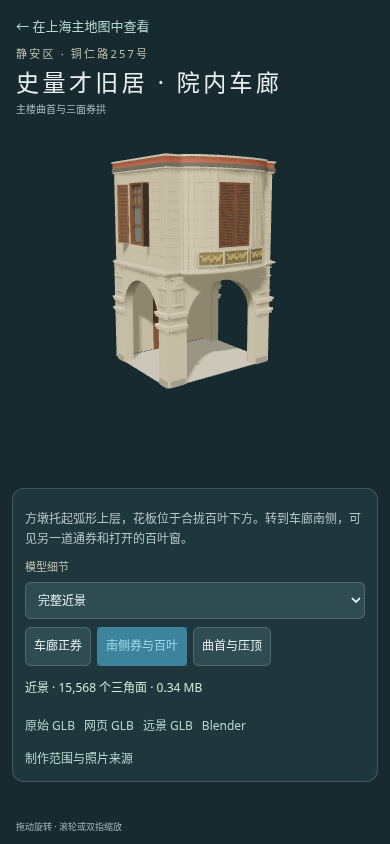 ← 在上海主地图中查看
静安区 · 铜仁路257号
史量才旧居 · 院内车廊
主楼曲首与三面券拱
方墩托起弧形上层，花板位于合拢百叶下方。转到车廊南侧，可
见另一道通券和打开的百叶窗。
模型细节
完整近景
车廊正券 南侧券与百叶 曲首与压顶
近景 · 15,568 个三角面 · 0.34 MB
原始 GLB 网页 GLB 远景 GLB Blender
制作范围与照片来源
拖动旋转 · 滚轮或双指缩放